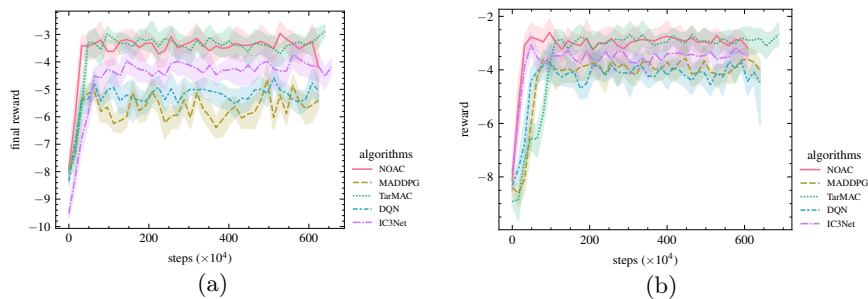 −3
−4
−5
−6
−7
−8
−9
−10
final reward
0
200
400
600
steps (×10⁴)
algorithms
NOAC
MADDPG
TarMAC
DQN
IC3Net
(a)
−2
−4
−6
−8
reward
0
200
400
600
steps (×10⁴)
algorithms
NOAC
MADDPG
TarMAC
DQN
IC3Net
(b)